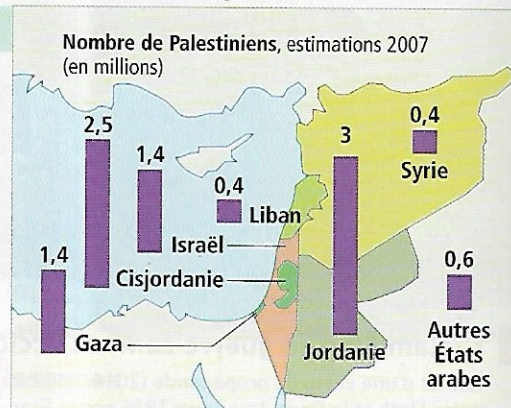 Nombre de Palestiniens, estimations 2007
(en millions)
2,5
1,4
0,4
Liban
3
0,4
Syrie
Israël
1,4
Cisjordanie
Gaza
Jordanie
0,6
Autres
États
arabes